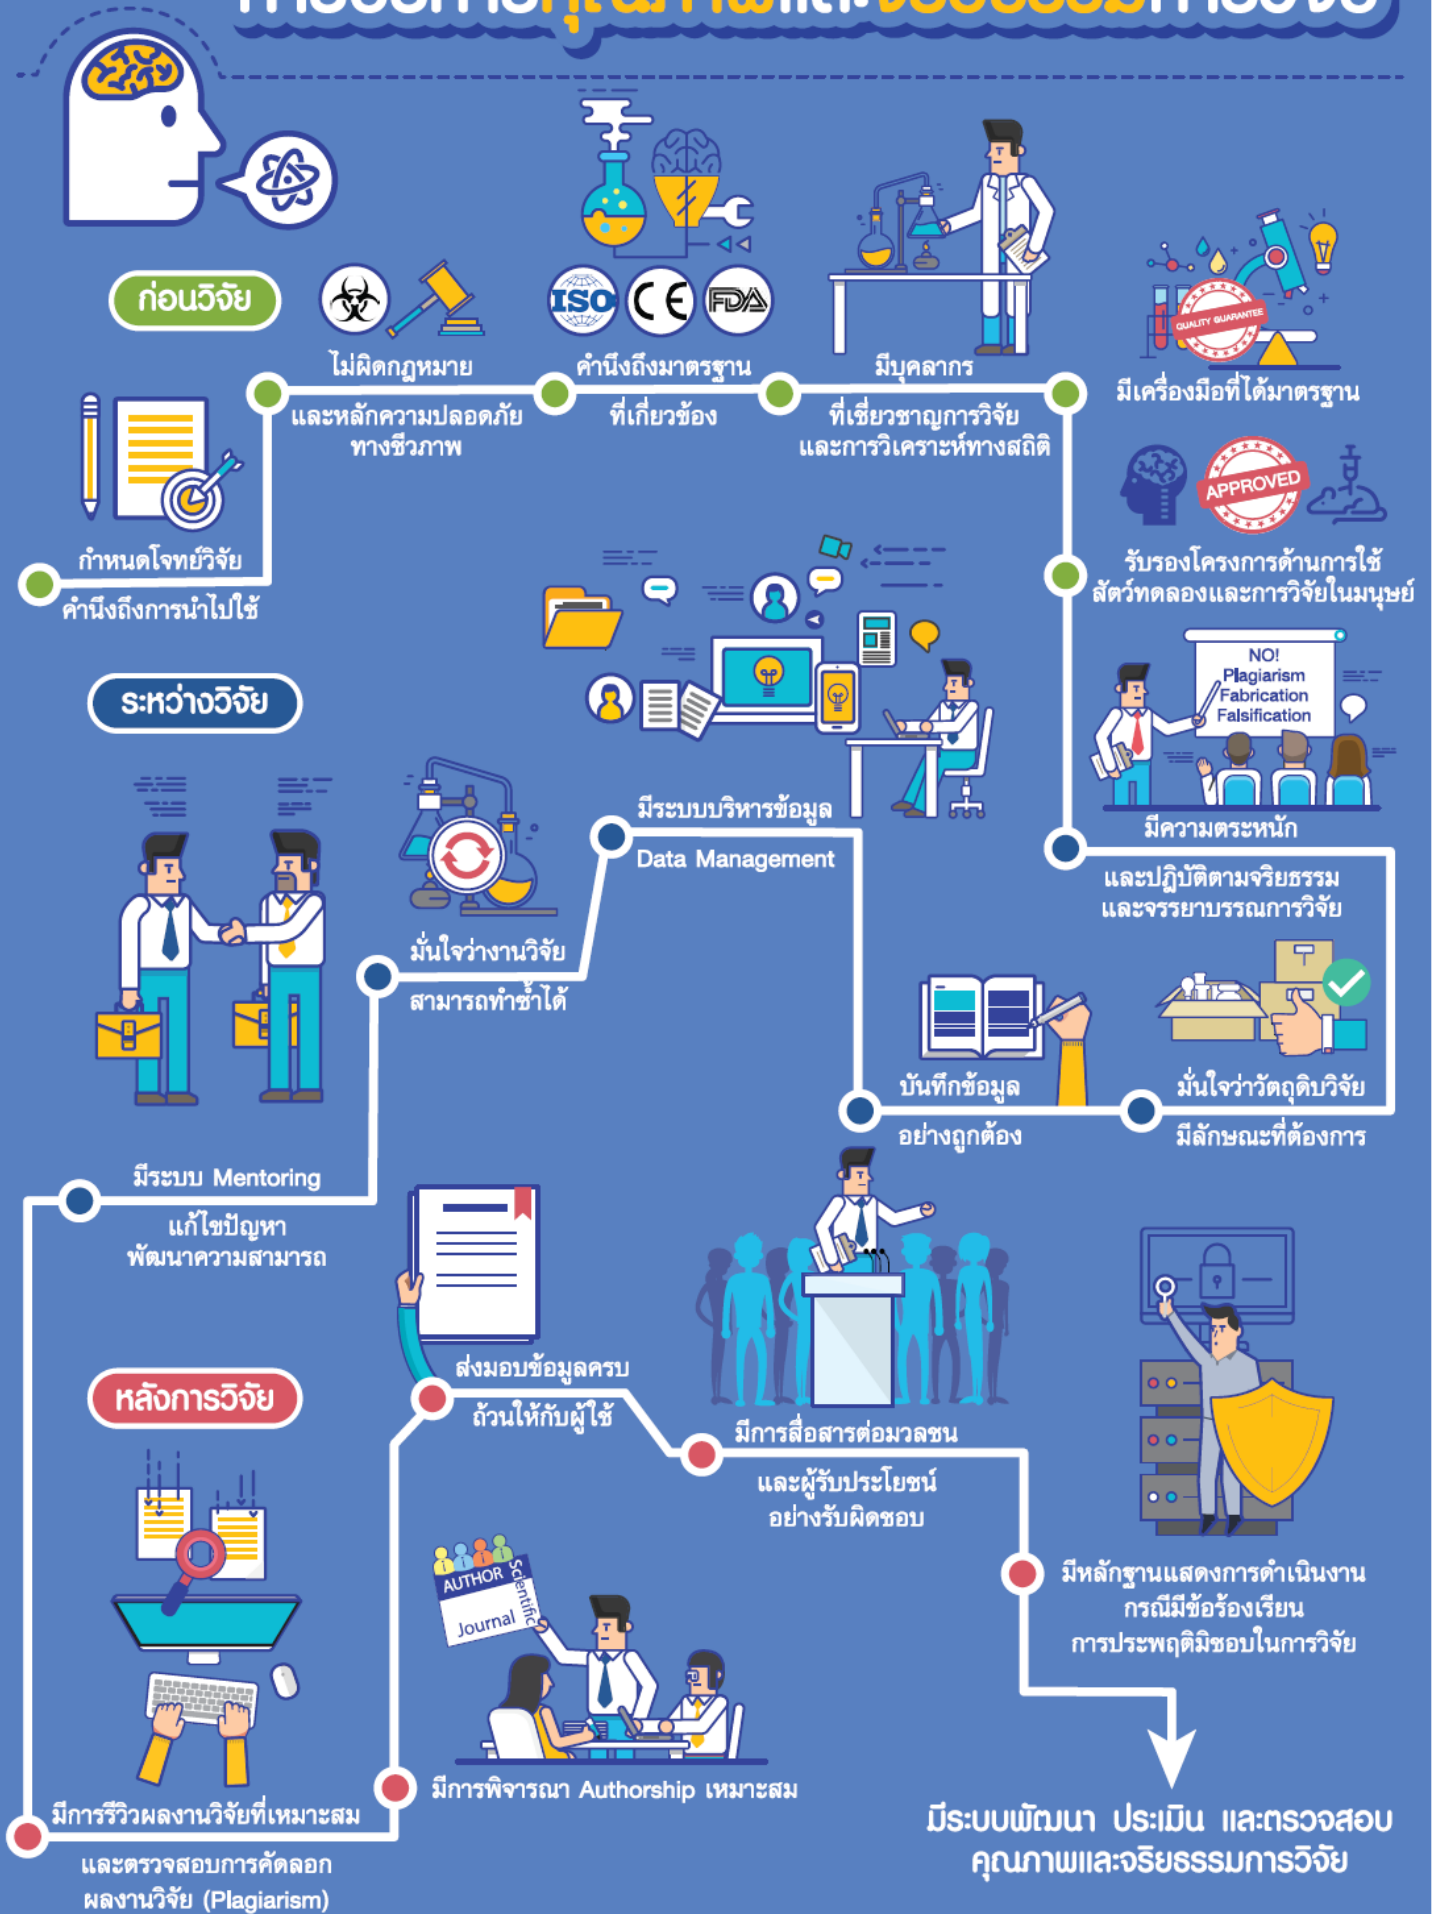 คุณภาพและจริยธรรมการวิจัย
ก่อนวิจัย
กำหนดโจทย์วิจัย
คำนึงถึงการนำไปใช้
ไม่ผิดกฎหมาย
และหลักความปลอดภัย
ทางชีวภาพ
ISO
CE
FDA
คำนึงถึงมาตรฐาน
ที่เกี่ยวข้อง
มีบุคลากร
ที่เชี่ยวชาญการวิจัย
และการวิเคราะห์ทางสถิติ
QUALITY GUARANTEE
มีเครื่องมือที่ได้มาตรฐาน
APPROVED
รับรองโครงการด้านการใช้
สัตว์ทดลองและการวิจัยในมนุษย์
ระหว่างวิจัย
NO!
Plagiarism
Fabrication
Falsification
มีความตระหนัก
และปฏิบัติตามจริยธรรม
และจรรยาบรรณการวิจัย
มั่นใจว่าวัตถุดิบวิจัย
มีลักษณะที่ต้องการ
บันทึกข้อมูล
อย่างถูกต้อง
มีระบบบริหารข้อมูล
Data Management
มั่นใจว่างานวิจัย
สามารถทำซ้ำได้
มีระบบ Mentoring
แก้ไขปัญหา
พัฒนาความสามารถ
หลังการวิจัย
มีการรีวิวผลงานวิจัยที่เหมาะสม
และตรวจสอบการคัดลอก
ผลงานวิจัย (Plagiarism)
AUTHOR
Scientific
Journal
มีการพิจารณา Authorship เหมาะสม
ส่งมอบข้อมูลครบ
ถ้วนให้กับผู้ใช้
มีการสื่อสารต่อมวลชน
และผู้รับประโยชน์
อย่างรับผิดชอบ
มีหลักฐานแสดงการดำเนินงาน
กรณีมีข้อร้องเรียน
การประพฤติมิชอบในการวิจัย
มีระบบพัฒนา ประเมิน และตรวจสอบ
คุณภาพและจริยธรรมการวิจัย